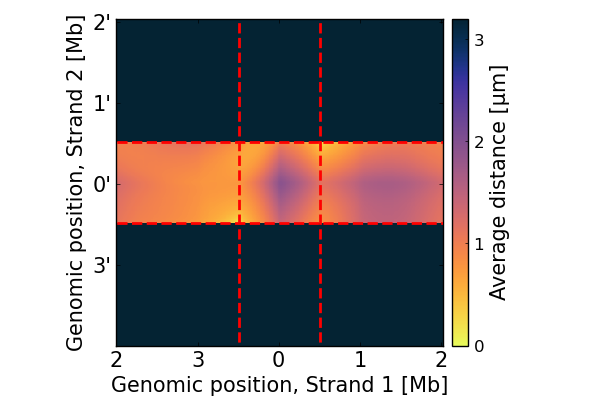 2'
1'
0'
3'
Genomic position, Strand 2 [Mb]
2 3 0 1 2
Genomic position, Strand 1 [Mb]
3
2
1
0
Average distance [μm]